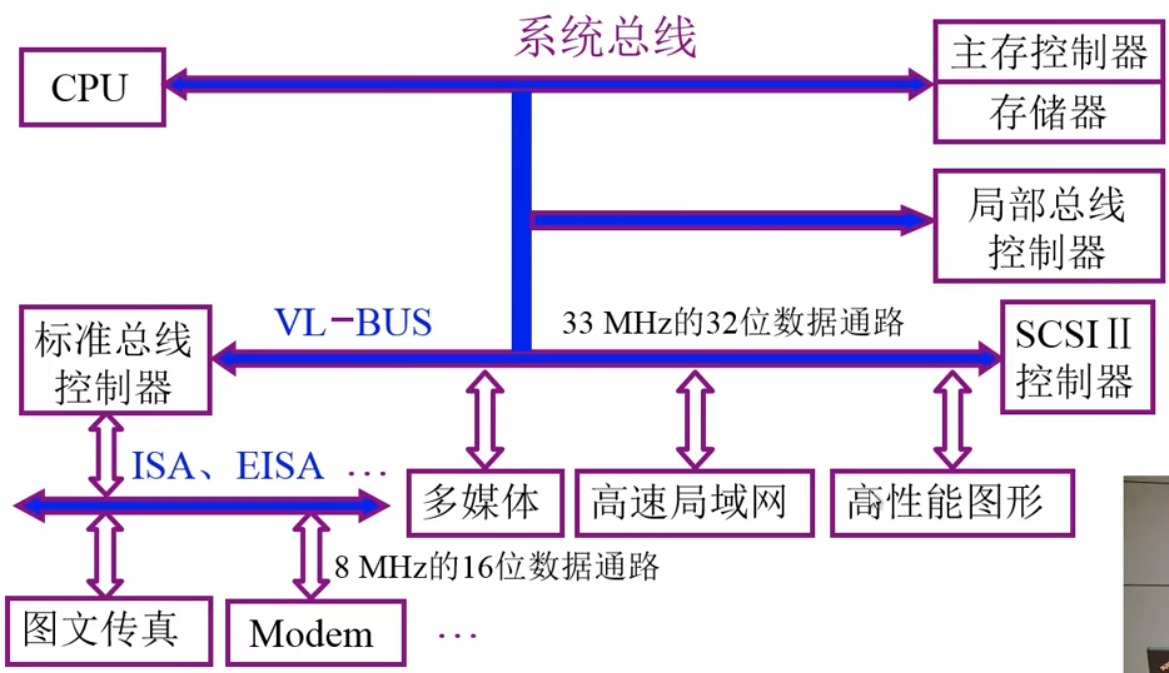 系统总线
CPU
主存控制器
存储器
局部总线
控制器
VL-BUS
33 MHz的32位数据通路
标准总线
控制器
SCSI II
控制器
ISA、EISA …
多媒体
高速局域网
高性能图形
8 MHz的16位数据通路
图文传真
Modem
…